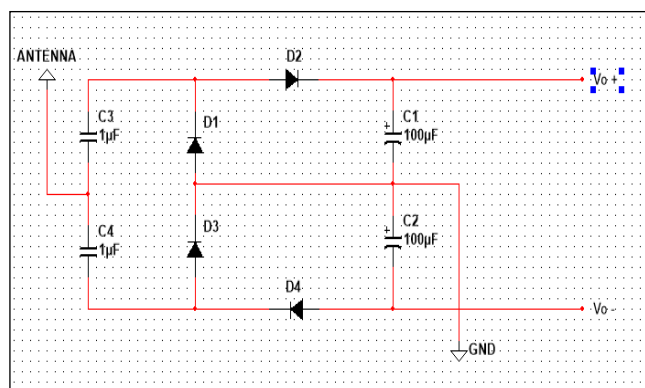 ANTENNA
D2
Vo +
C3
1µF
D1
C1
+
100µF
C4
1µF
D3
C2
+
100µF
D4
Vo -
GND